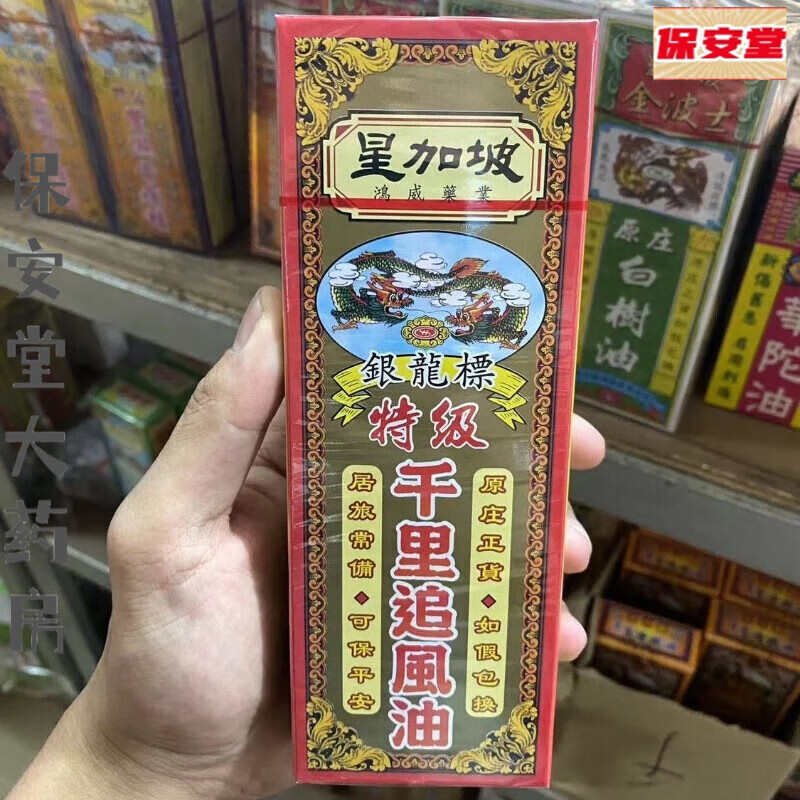 保安堂
星加坡
鴻威藥業
銀龍標
特级
千里追風油
原庄正貨◆如假包換
居旅常備◆可保平安
保安堂大药房
金波士
原庄
白樹油
華陀油